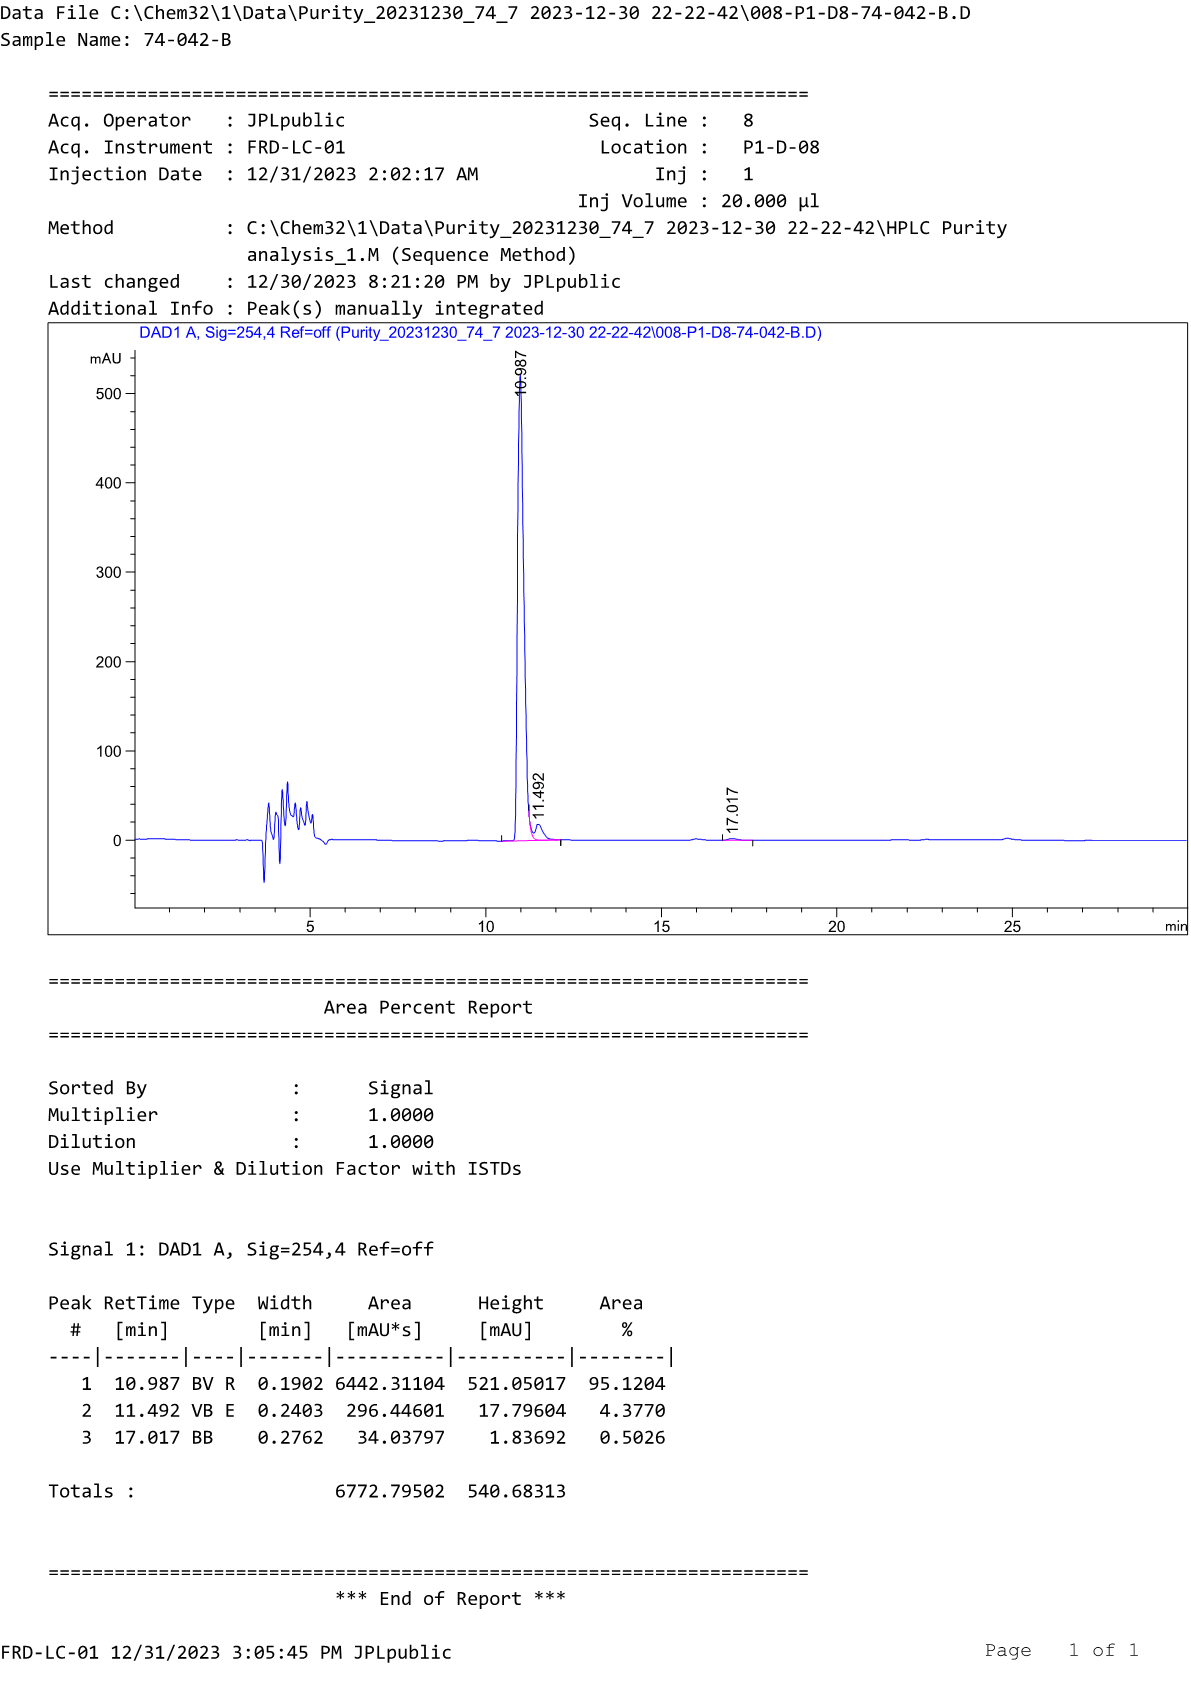 Data File C:\Chem32\1\Data\Purity_20231230_74_7 2023-12-30 22-22-42\008-P1-D8-74-042-B.D
Sample Name: 74-042-B
=====================================================================
Acq. Operator   : JPLpublic                      Seq. Line :   8
Acq. Instrument : FRD-LC-01                       Location :   P1-D-08
Injection Date  : 12/31/2023 2:02:17 AM                Inj :   1
Inj Volume : 20.000 µl
Method          : C:\Chem32\1\Data\Purity_20231230_74_7 2023-12-30 22-22-42\HPLC Purity
analysis_1.M (Sequence Method)
Last changed    : 12/30/2023 8:21:20 PM by JPLpublic
Additional Info : Peak(s) manually integrated
DAD1 A, Sig=254,4 Ref=off (Purity_20231230_74_7 2023-12-30 22-22-42\008-P1-D8-74-042-B.D)
mAU
500
400
300
200
100
0
10.987
11.492
17.017
5 10 15 20 25 min
=====================================================================
Area Percent Report
=====================================================================
Sorted By             :      Signal
Multiplier            :      1.0000
Dilution              :      1.0000
Use Multiplier & Dilution Factor with ISTDs
Signal 1: DAD1 A, Sig=254,4 Ref=off
Peak RetTime Type  Width     Area      Height     Area
#   [min]        [min]   [mAU*s]     [mAU]        %
----|-------|----|-------|----------|----------|--------|
1  10.987 BV R  0.1902 6442.31104  521.05017  95.1204
2  11.492 VB E  0.2403  296.44601   17.79604   4.3770
3  17.017 BB    0.2762   34.03797    1.83692   0.5026
Totals :                  6772.79502  540.68313
=====================================================================
*** End of Report ***
FRD-LC-01 12/31/2023 3:05:45 PM JPLpublic
Page   1 of 1